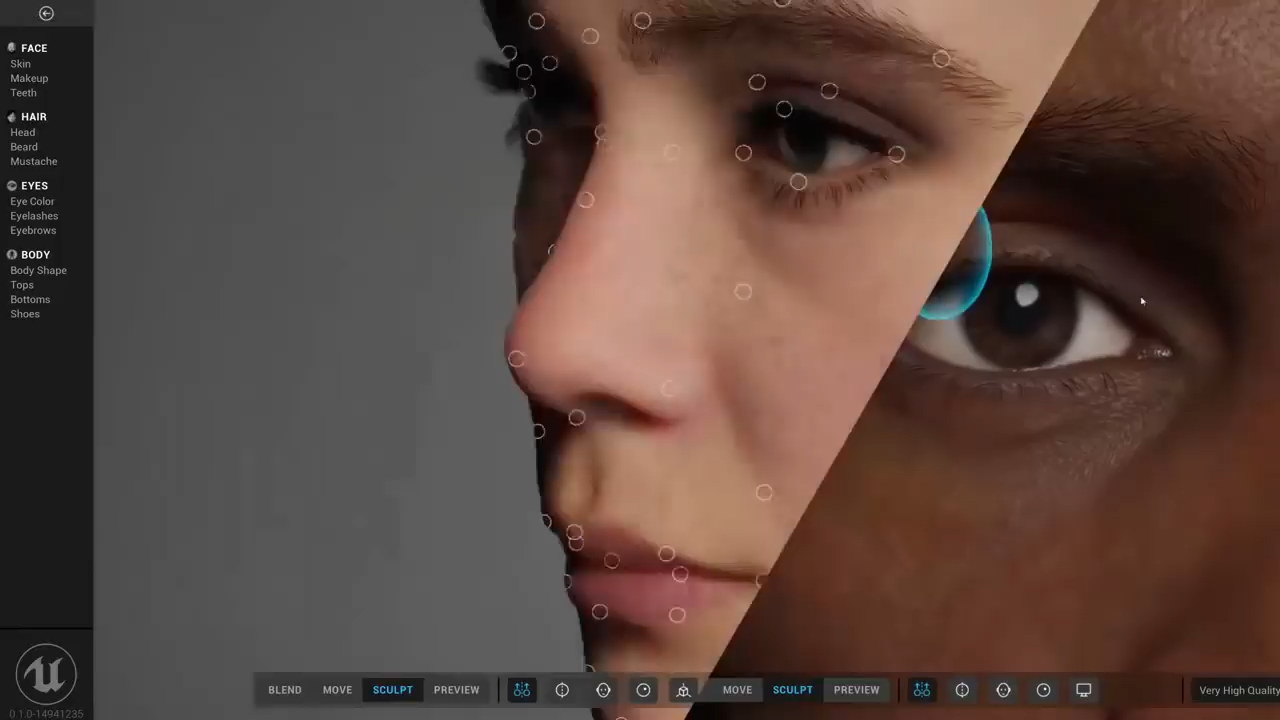 FACE
Skin
Makeup
Teeth
HAIR
Head
Beard
Mustache
EYES
Eye Color
Eyelashes
Eyebrows
BODY
Body Shape
Tops
Bottoms
Shoes
BLEND MOVE SCULPT PREVIEW MOVE SCULPT PREVIEW Very High Quality
0.1.0-14941235